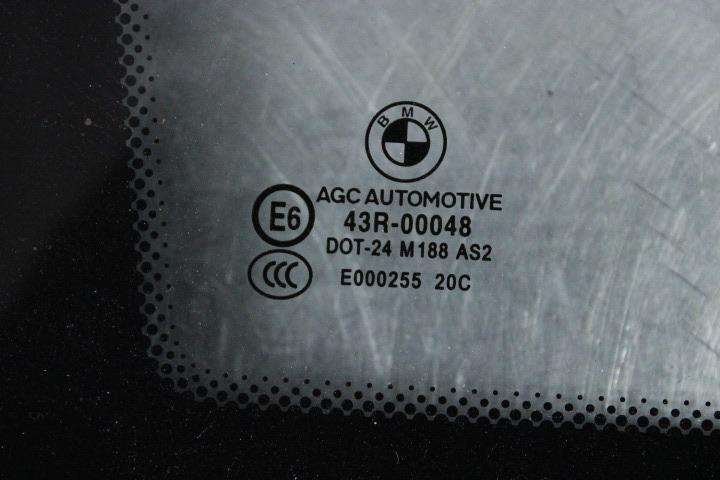 BMW
AGC AUTOMOTIVE
E6 43R-00048
DOT-24 M188 AS2
CCC E000255 20C